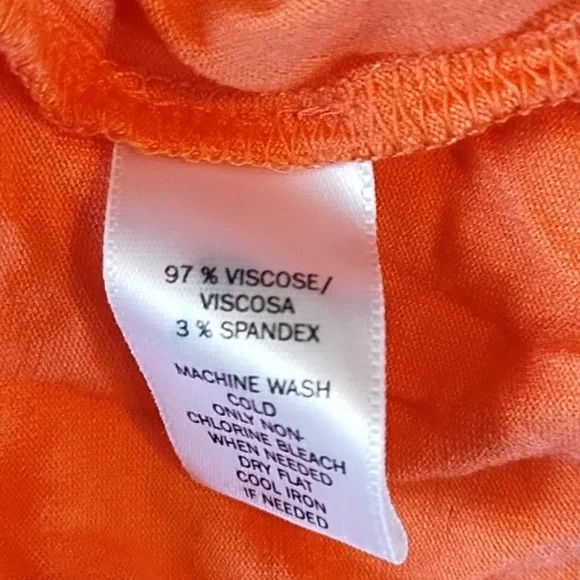 97 % VISCOSE/
VISCOSA
3 % SPANDEX
MACHINE WASH
COLD
ONLY NON-
CHLORINE BLEACH
WHEN NEEDED
DRY FLAT
COOL IRON
IF NEEDED